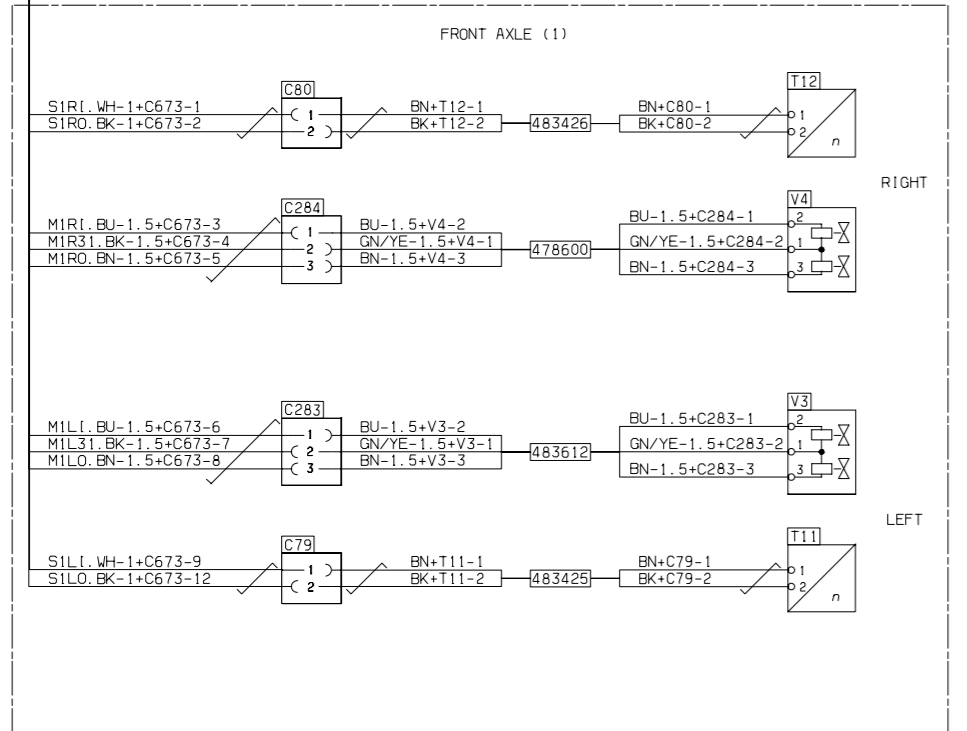 FRONT AXLE (1)
C80
T12
S1RI.WH-1+C673-1
1
BN+T12-1
BN+C80-1
1
S1RO.BK-1+C673-2
2
BK+T12-2
483426
BK+C80-2
2
n
RIGHT
C284
V4
M1RI.BU-1.5+C673-3
1
BU-1.5+V4-2
BU-1.5+C284-1
2
M1R31.BK-1.5+C673-4
2
GN/YE-1.5+V4-1
478600
GN/YE-1.5+C284-2
1
M1RO.BN-1.5+C673-5
3
BN-1.5+V4-3
BN-1.5+C284-3
3
C283
V3
M1LI.BU-1.5+C673-6
1
BU-1.5+V3-2
BU-1.5+C283-1
2
M1L31.BK-1.5+C673-7
2
GN/YE-1.5+V3-1
483612
GN/YE-1.5+C283-2
1
M1LO.BN-1.5+C673-8
3
BN-1.5+V3-3
BN-1.5+C283-3
3
LEFT
C79
T11
S1LI.WH-1+C673-9
1
BN+T11-1
BN+C79-1
1
S1LO.BK-1+C673-12
2
BK+T11-2
483425
BK+C79-2
2
n